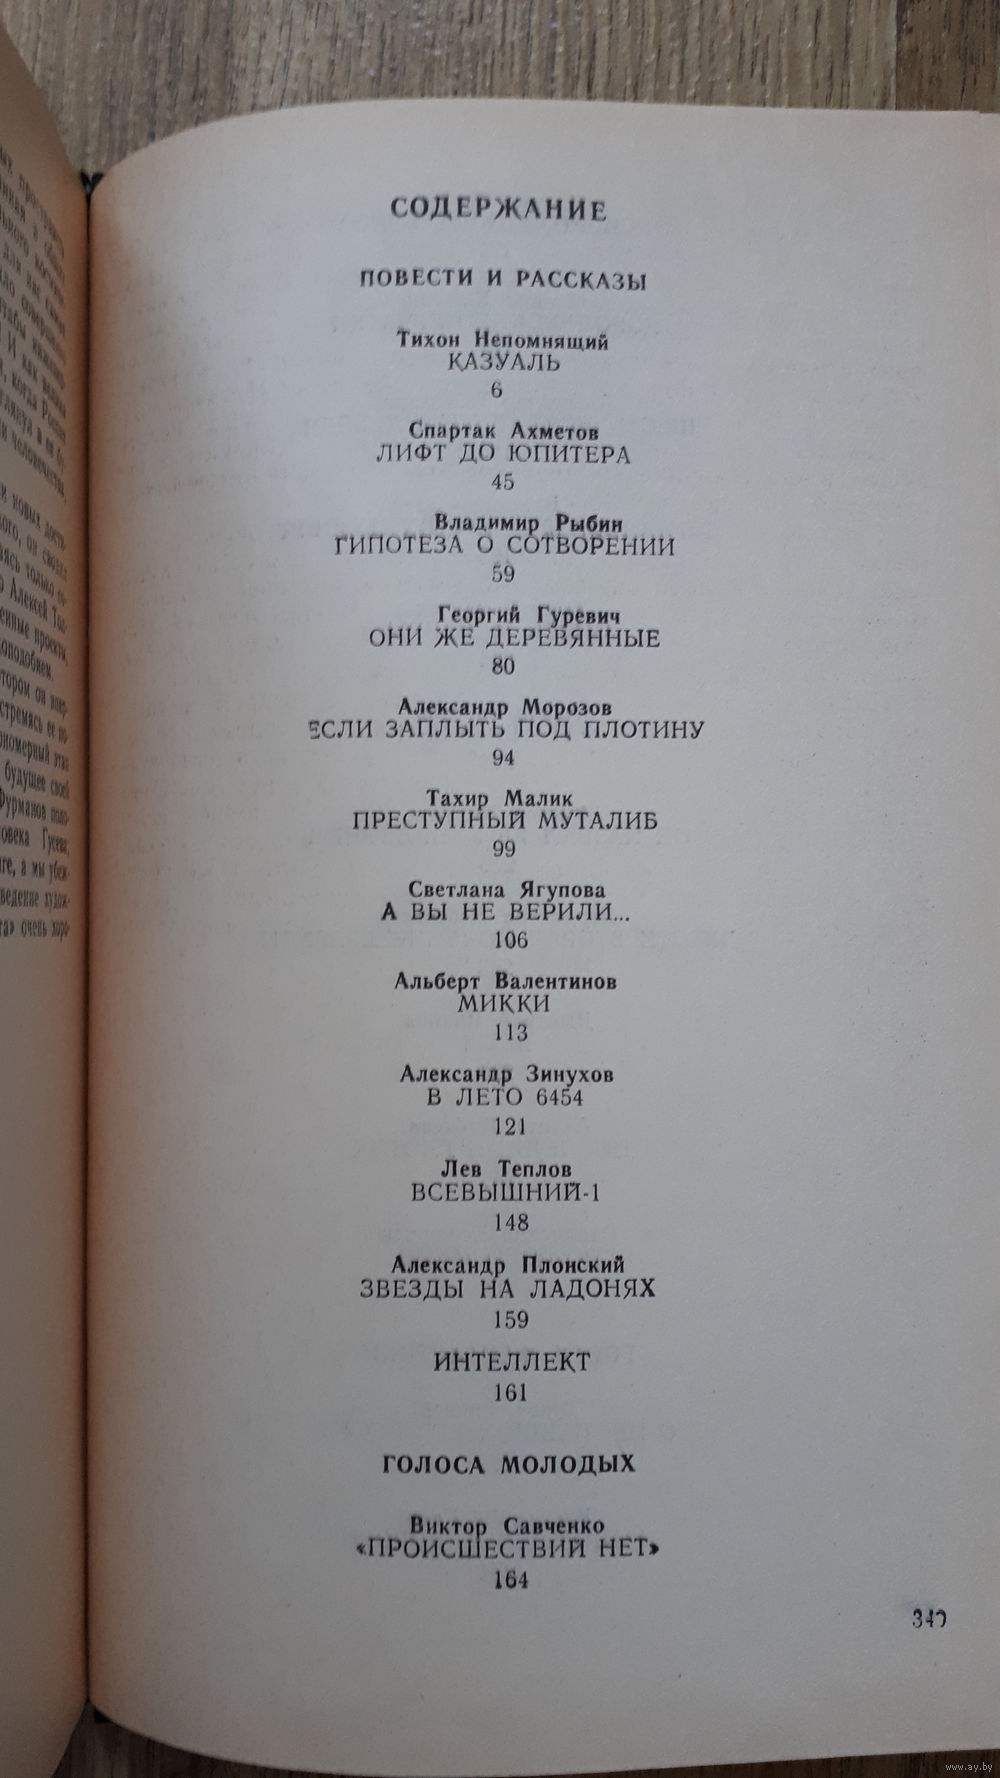 СОДЕРЖАНИЕ
ПОВЕСТИ И РАССКАЗЫ
Тихон Непомнящий
КАЗУАЛЬ
6
Спартак Ахметов
ЛИФТ ДО ЮПИТЕРА
45
Владимир Рыбин
ГИПОТЕЗА О СОТВОРЕНИИ
59
Георгий Гуревич
ОНИ ЖЕ ДЕРЕВЯННЫЕ
80
Александр Морозов
ЕСЛИ ЗАПЛЫТЬ ПОД ПЛОТИНУ
94
Тахир Малик
ПРЕСТУПНЫЙ МУТАЛИБ
99
Светлана Ягупова
А ВЫ НЕ ВЕРИЛИ...
106
Альберт Валентинов
МИККИ
113
Александр Зинухов
В ЛЕТО 6454
121
Лев Теплов
ВСЕВЫШНИЙ-1
148
Александр Плонский
ЗВЕЗДЫ НА ЛАДОНЯХ
159
ИНТЕЛЛЕКТ
161
ГОЛОСА МОЛОДЫХ
Виктор Савченко
«ПРОИСШЕСТВИЙ НЕТ»
164
www.ay.by